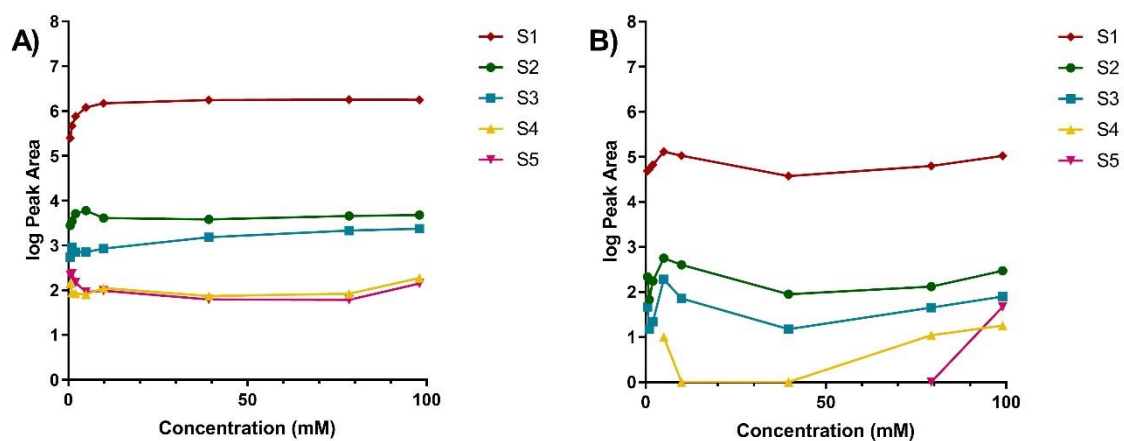 A)
log Peak Area
8
7
6
5
4
3
2
1
0
0 50 100
Concentration (mM)
S1
S2
S3
S4
S5
B)
log Peak Area
8
7
6
5
4
3
2
1
0
0 50 100
Concentration (mM)
S1
S2
S3
S4
S5